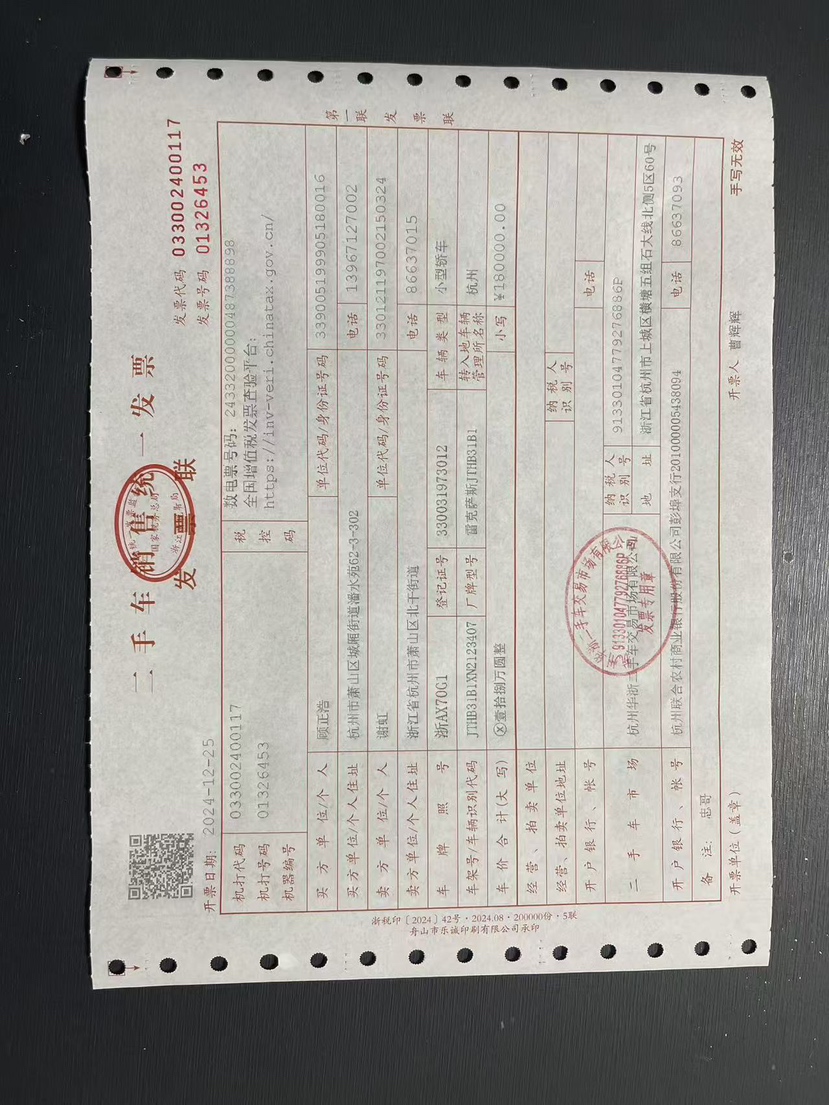 二手车销售统一发票
发票联
发票代码 033002400117
发票号码 01326453
开票日期: 2024-12-25
机打代码 033002400117
机打号码 01326453
机器编号
税控码
数电票号码: 24332000000487388898
全国增值税发票查验平台:
https://inv-veri.chinatax.gov.cn/
买方单位/个人 顾正浩 单位代码/身份证号码 339005199905180016
买方单位/个人住址 杭州市萧山区城厢街道潘水苑62-3-302 电话 13967127002
卖方单位/个人 谢虹 单位代码/身份证号码 330121197002150324
卖方单位/个人住址 浙江省杭州市萧山区北干街道 电话 86637015
车牌照号 浙AX70G1 登记证号 330031973012 车辆类型 小型轿车
车架号/车辆识别代码 JTHB31B1XN2123407 厂牌型号 雷克萨斯JTHB31B1 转入地车辆管理所名称 杭州
车价合计(大写) ⓧ壹拾捌万圆整 小写 ¥180000.00
经营、拍卖单位
经营、拍卖单位地址 纳税人识别号
开户银行、帐号 电话
二手车市场 杭州华浙二手车交易市场有限公司 纳税人识别号 91330104779276886P
地址 浙江省杭州市上城区横塘五组石大线北侧5区60号
开户银行、帐号 杭州联合农村商业银行股份有限公司彭埠支行201000005438094 电话 86637093
备注: 忠哥
开票单位(盖章) 开票人 曹辉辉 手写无效
第一联 发票联
浙税印〔2024〕42号·2024.08·200000份·5联
舟山市乐诚印刷有限公司承印
国家税务总局
91330104779276886P
发票专用章